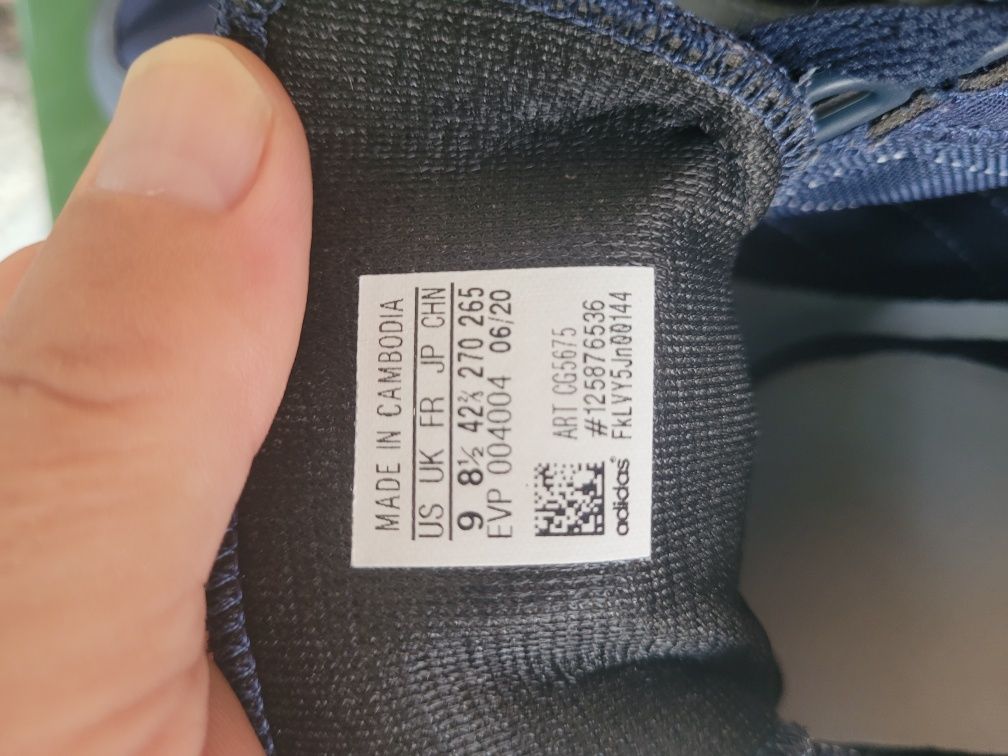 MADE IN CAMBODIA
US UK FR JP CHN
9 8½ 42⅔ 270 265
EVP 004004 06/20
ART CG5675
#125876536
FkLVY5Jn00144
adidas